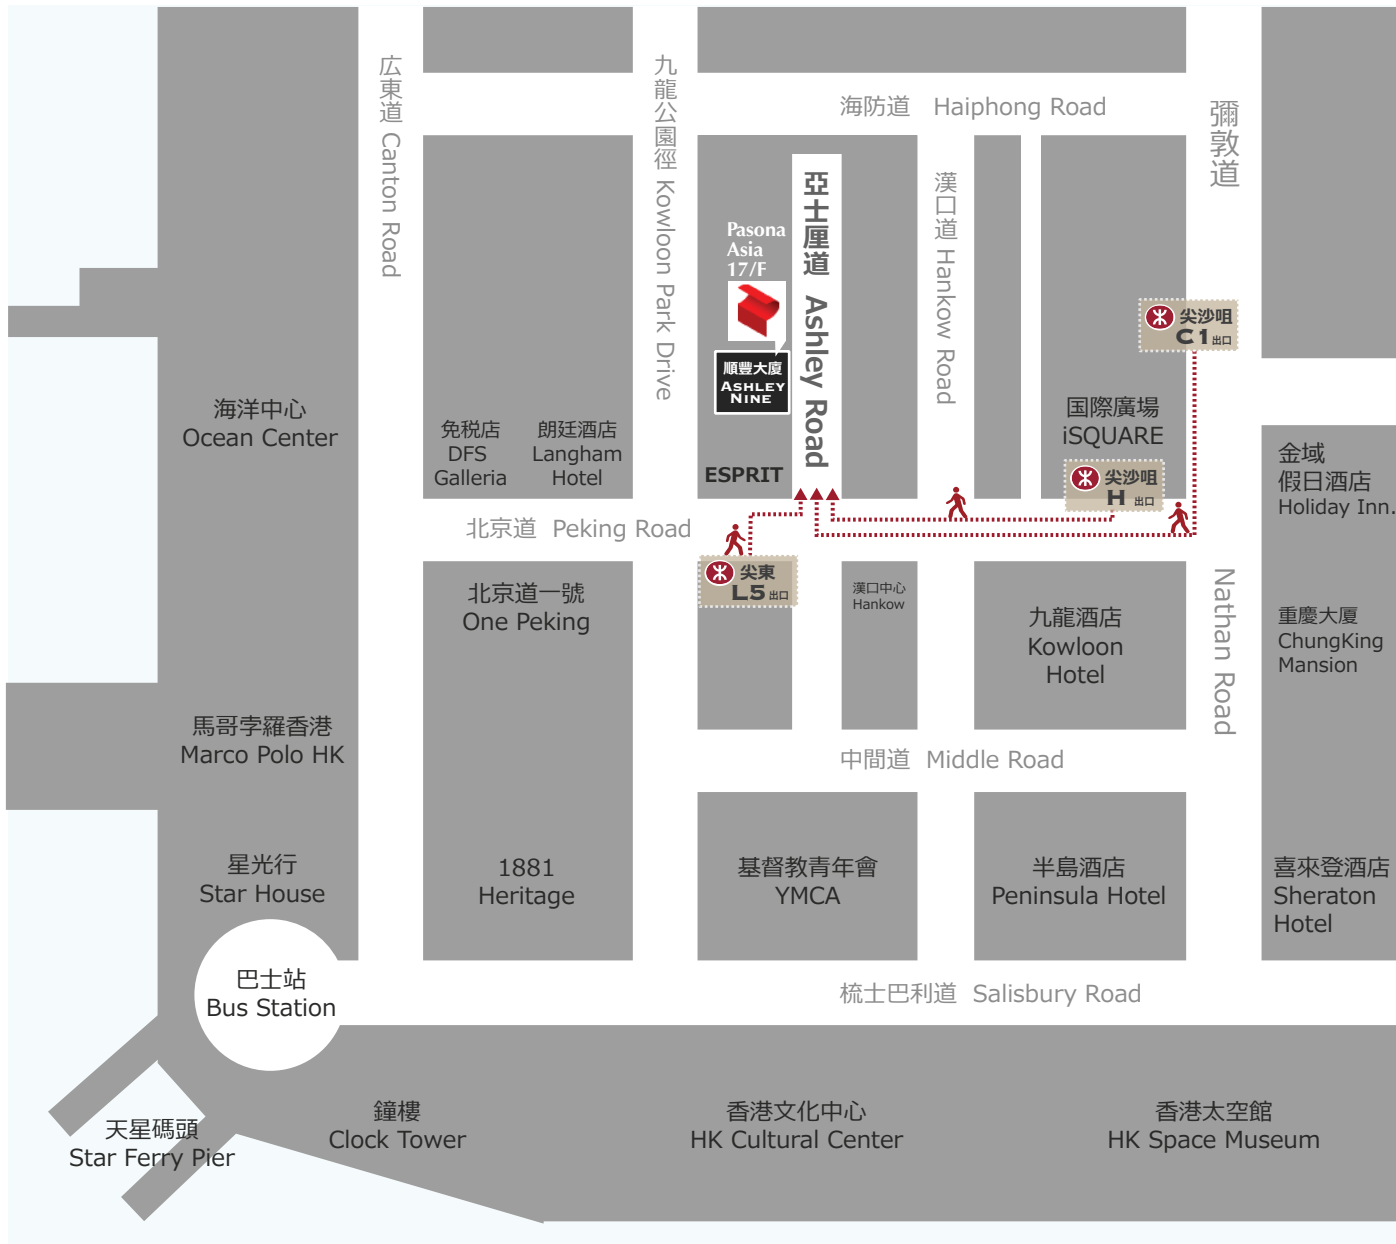 広東道 Canton Road
九龍公園徑 Kowloon Park Drive
海防道 Haiphong Road
彌敦道
Nathan Road
亞士厘道 Ashley Road
漢口道 Hankow Road
Pasona
Asia
17/F
順豐大廈
ASHLEY
NINE
尖沙咀
C1 出口
海洋中心
Ocean Center
免税店
DFS
Galleria
朗廷酒店
Langham
Hotel
ESPRIT
国際廣場
iSQUARE
尖沙咀
H 出口
金域
假日酒店
Holiday Inn.
北京道 Peking Road
尖東
L5 出口
北京道一號
One Peking
漢口中心
Hankow
九龍酒店
Kowloon
Hotel
重慶大厦
ChungKing
Mansion
馬哥孛羅香港
Marco Polo HK
中間道 Middle Road
星光行
Star House
1881
Heritage
基督教青年會
YMCA
半島酒店
Peninsula Hotel
喜來登酒店
Sheraton
Hotel
巴士站
Bus Station
梳士巴利道 Salisbury Road
天星碼頭
Star Ferry Pier
鐘樓
Clock Tower
香港文化中心
HK Cultural Center
香港太空館
HK Space Museum